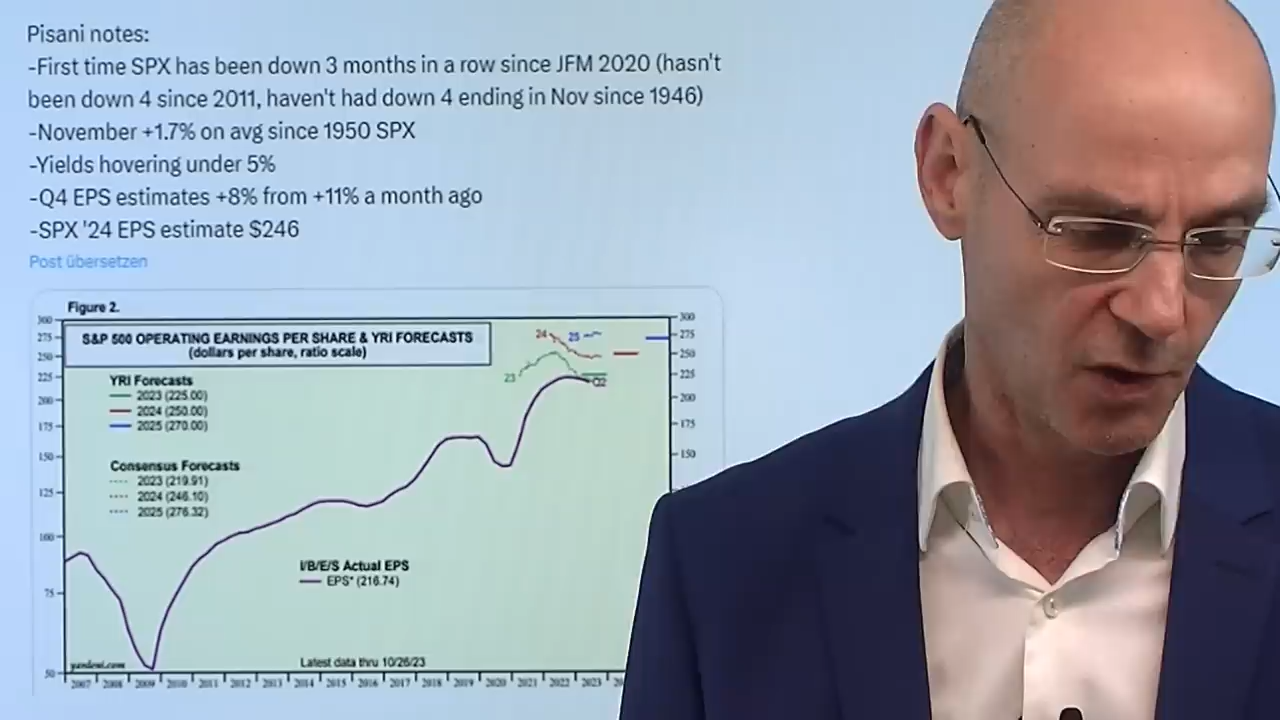 Pisani notes:
-First time SPX has been down 3 months in a row since JFM 2020 (hasn't
been down 4 since 2011, haven't had down 4 ending in Nov since 1946)
-November +1.7% on avg since 1950 SPX
-Yields hovering under 5%
-Q4 EPS estimates +8% from +11% a month ago
-SPX '24 EPS estimate $246
Post übersetzen
Figure 2.
S&P 500 OPERATING EARNINGS PER SHARE & YRI FORECASTS
(dollars per share, ratio scale)
300
275
250
225
200
175
150
125
100
75
50
300
275
250
225
200
175
150
24
25
23
Q2
YRI Forecasts
2023 (225.00)
2024 (250.00)
2025 (270.00)
Consensus Forecasts
2023 (219.91)
2024 (246.10)
2025 (276.32)
I/B/E/S Actual EPS
EPS* (216.74)
yardeni.com
Latest data thru 10/26/23
2007 2008 2009 2010 2011 2012 2013 2014 2015 2016 2017 2018 2019 2020 2021 2022 2023